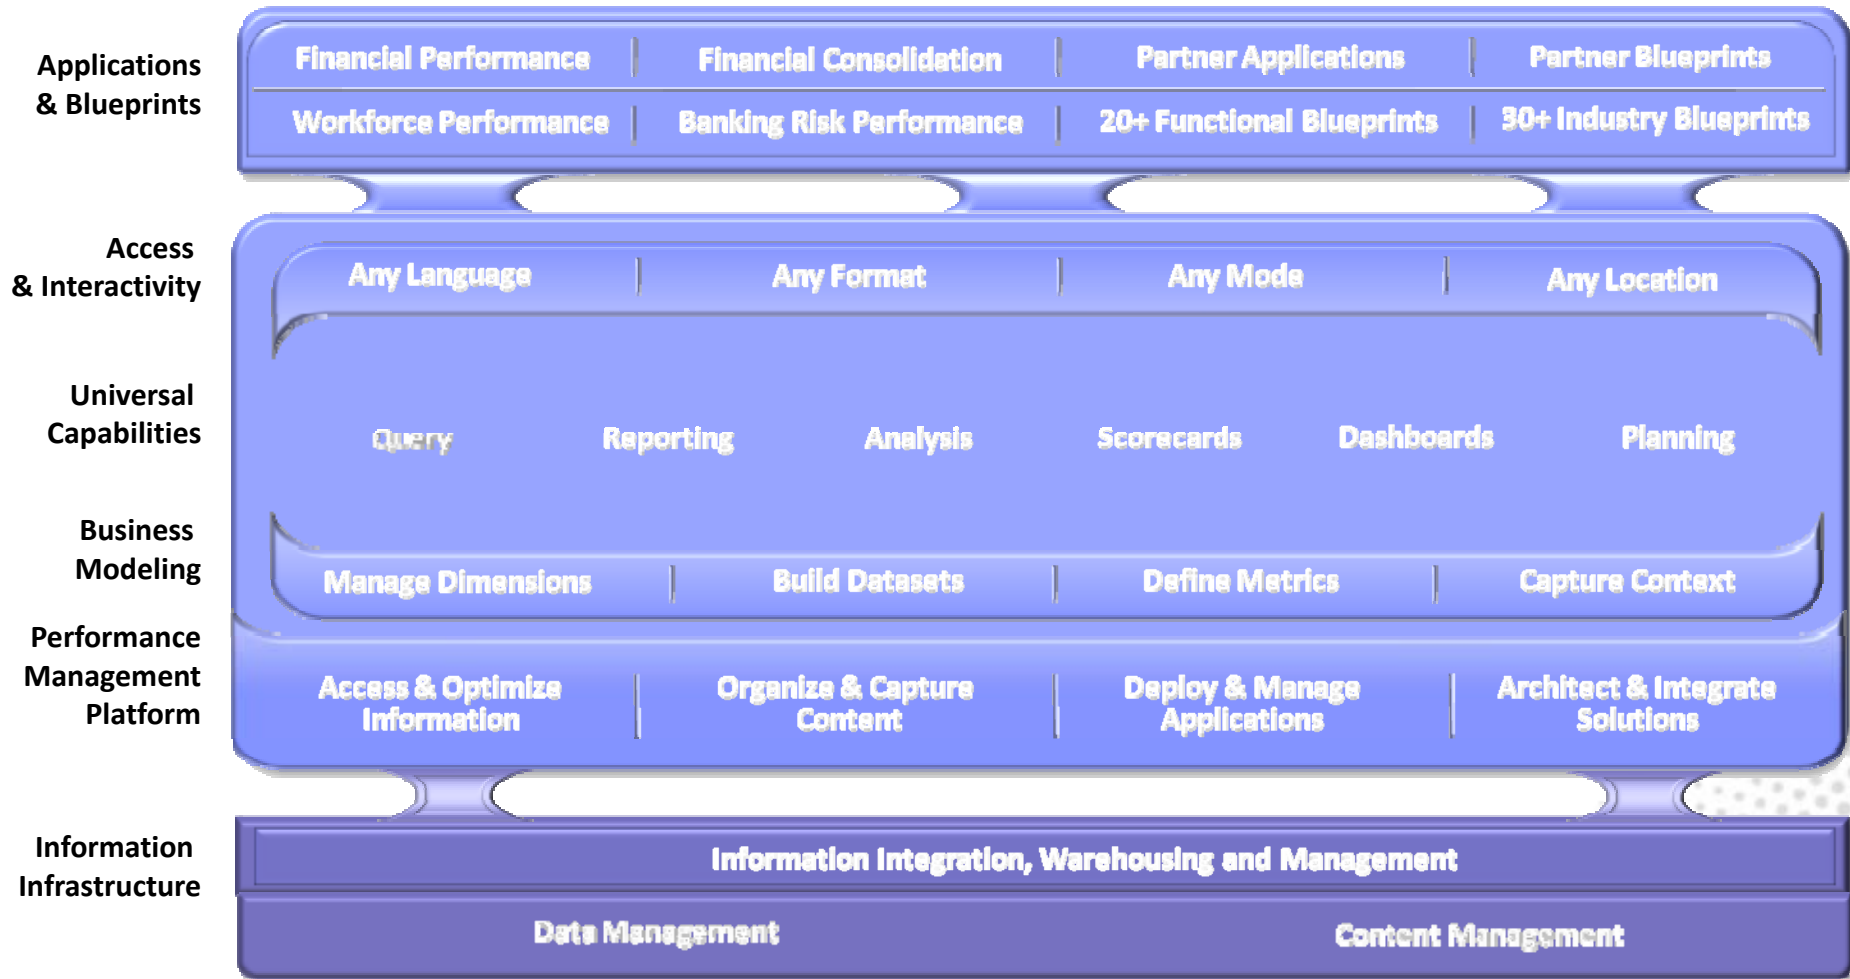 Applications
& Blueprints
Financial Performance
Financial Consolidation
Partner Applications
Partner Blueprints
Workforce Performance
Banking Risk Performance
20+ Functional Blueprints
30+ Industry Blueprints
Access
& Interactivity
Any Language
Any Format
Any Mode
Any Location
Universal
Capabilities
Query
Reporting
Analysis
Scorecards
Dashboards
Planning
Business
Modeling
Manage Dimensions
Build Datasets
Define Metrics
Capture Context
Performance
Management
Platform
Access & Optimize
Information
Organize & Capture
Content
Deploy & Manage
Applications
Architect & Integrate
Solutions
Information
Infrastructure
Information Integration, Warehousing and Management
Data Management
Content Management